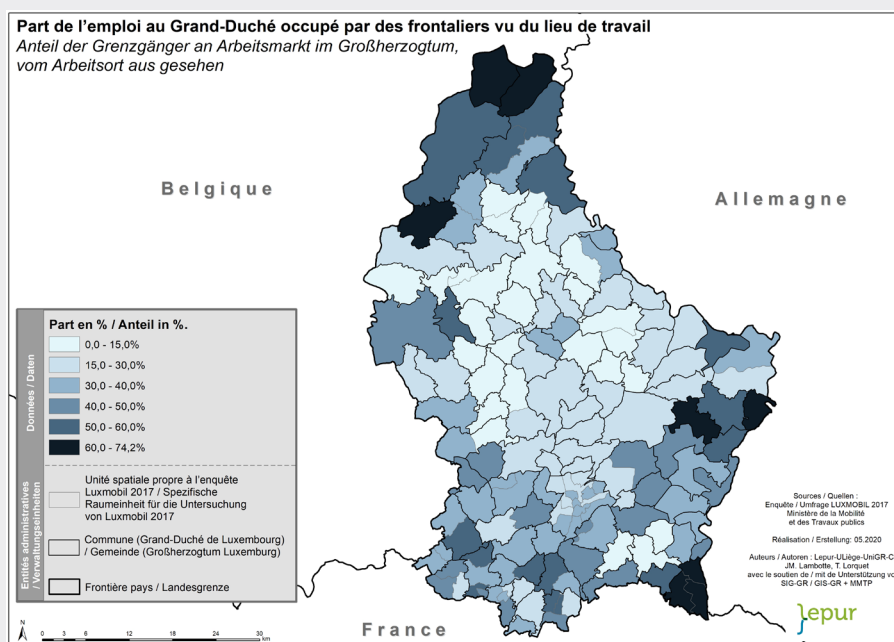 Part de l'emploi au Grand-Duché occupé par des frontaliers vu du lieu de travail
Anteil der Grenzgänger an Arbeitsmarkt im Großherzogtum,
vom Arbeitsort aus gesehen
Belgique
Allemagne
Données / Daten
Part en % / Anteil in %.
0,0 - 15,0%
15,0 - 30,0%
30,0 - 40,0%
40,0 - 50,0%
50,0 - 60,0%
60,0 - 74,2%
Entités administratives
/ Verwaltungseinheiten
Unité spatiale propre à l'enquête
Luxmobil 2017 / Spezifische
Raumeinheit für die Untersuchung
von Luxmobil 2017
Commune (Grand-Duché de Luxembourg)
/ Gemeinde (Großherzogtum Luxemburg)
Frontière pays / Landesgrenze
N
0 3 6 12 18 24 30
km
France
Sources / Quellen :
Enquête / Umfrage LUXMOBIL 2017
Ministère de la Mobilité
et des Travaux publics
Réalisation / Erstellung: 05.2020
Auteurs / Autoren : Lepur-ULiège-UniGR-C
JM. Lambotte, T. Lorquet
avec le soutien de / mit de Unterstützung vo
SIG-GR / GIS-GR + MMTP
lepur